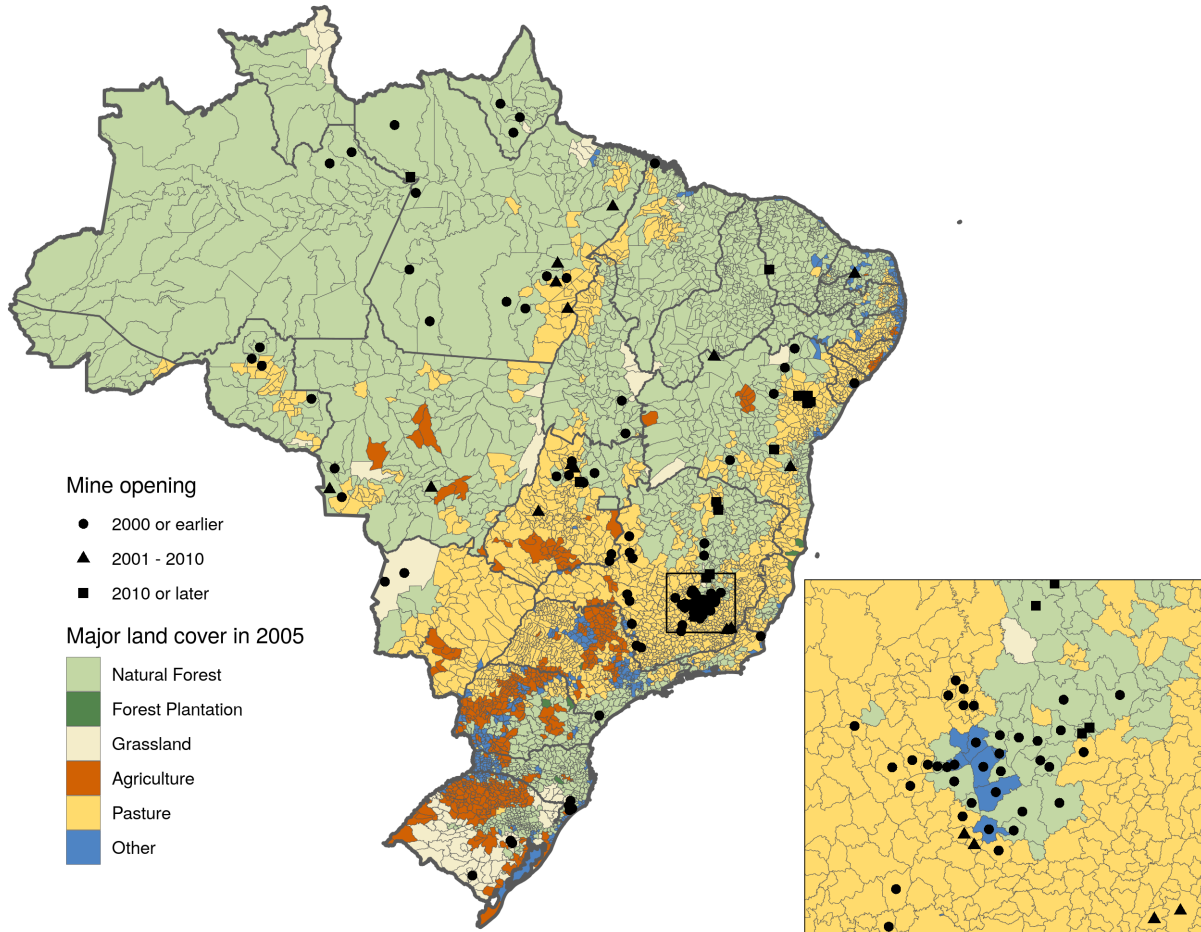 Mine opening
2000 or earlier
2001 - 2010
2010 or later
Major land cover in 2005
Natural Forest
Forest Plantation
Grassland
Agriculture
Pasture
Other